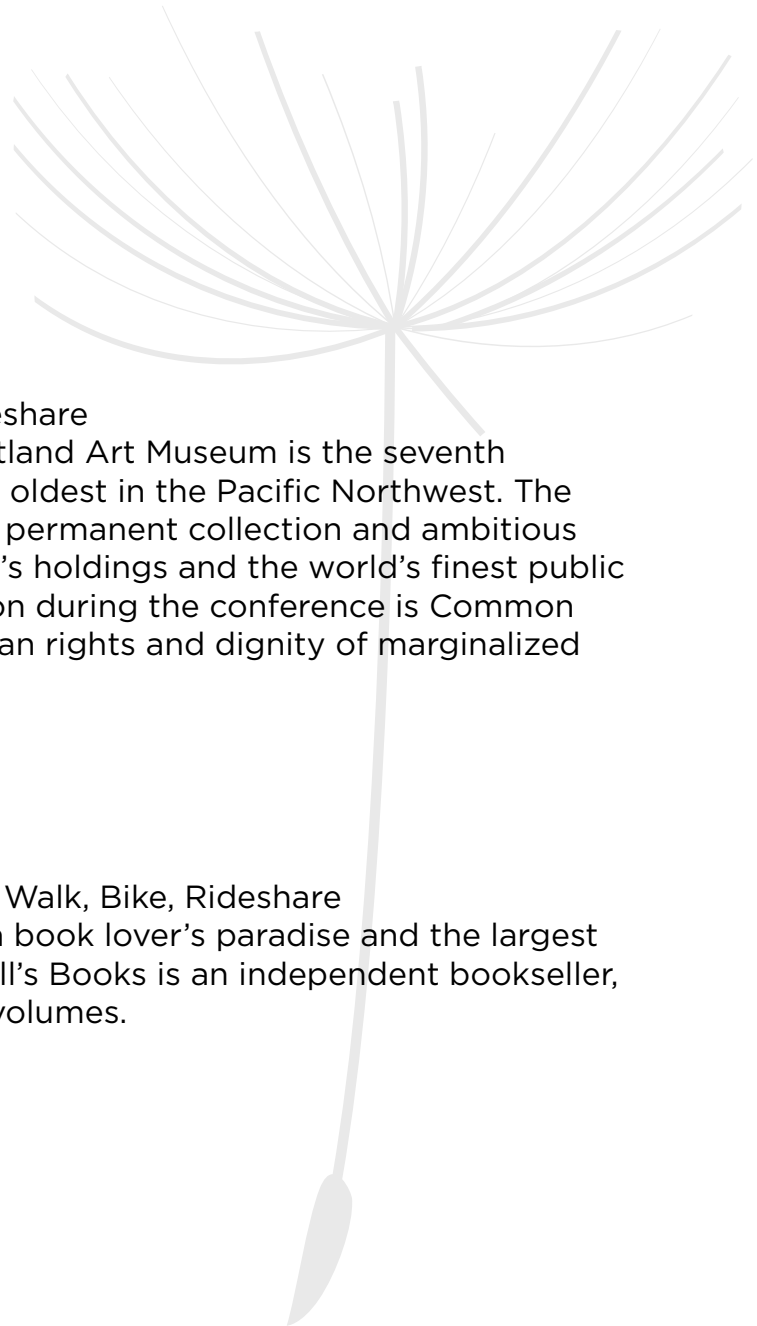 eshare
tland Art Museum is the seventh
oldest in the Pacific Northwest. The
permanent collection and ambitious
’s holdings and the world’s finest public
on during the conference is Common
an rights and dignity of marginalized
Walk, Bike, Rideshare
book lover’s paradise and the largest
ll’s Books is an independent bookseller,
volumes.